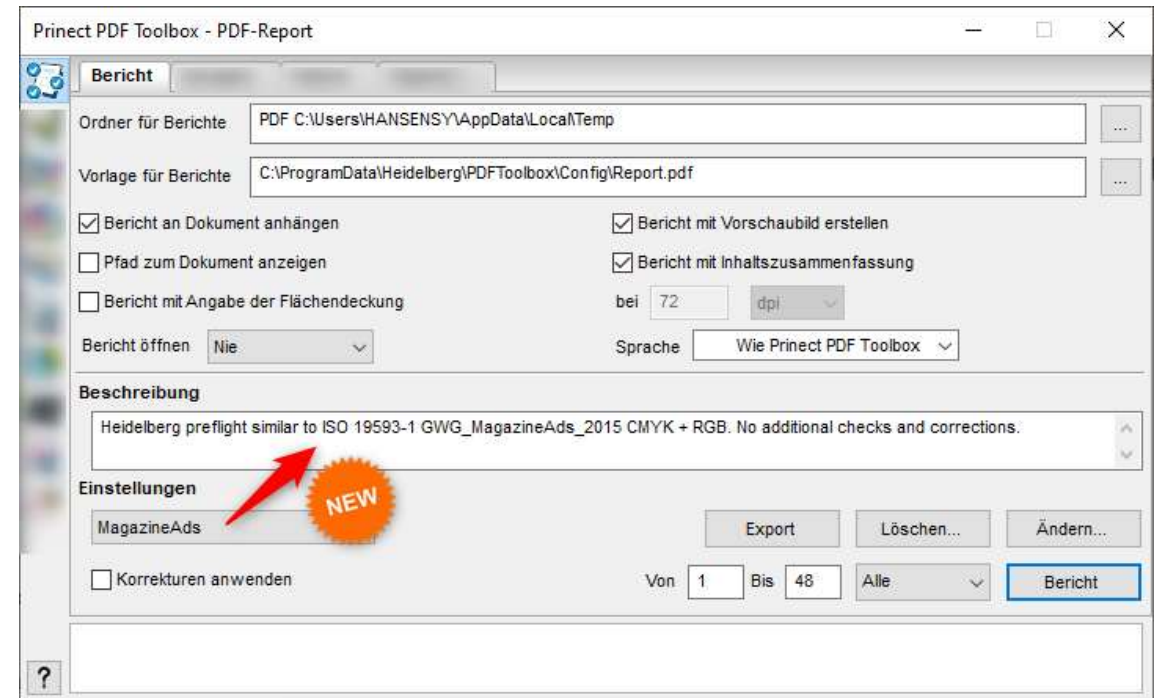 Prinect PDF Toolbox - PDF-Report
Bericht
Ordner für Berichte PDF C:\Users\HANSENSY\AppData\Local\Temp ...
Vorlage für Berichte C:\ProgramData\Heidelberg\PDFToolbox\Config\Report.pdf ...
Bericht an Dokument anhängen Bericht mit Vorschaubild erstellen
Pfad zum Dokument anzeigen Bericht mit Inhaltszusammenfassung
Bericht mit Angabe der Flächendeckung bei 72 dpi
Bericht öffnen Nie Sprache Wie Prinect PDF Toolbox
Beschreibung
Heidelberg preflight similar to ISO 19593-1 GWG_MagazineAds_2015 CMYK + RGB. No additional checks and corrections.
Einstellungen
NEW
MagazineAds Export Löschen... Ändern...
Korrekturen anwenden Von 1 Bis 48 Alle Bericht
?